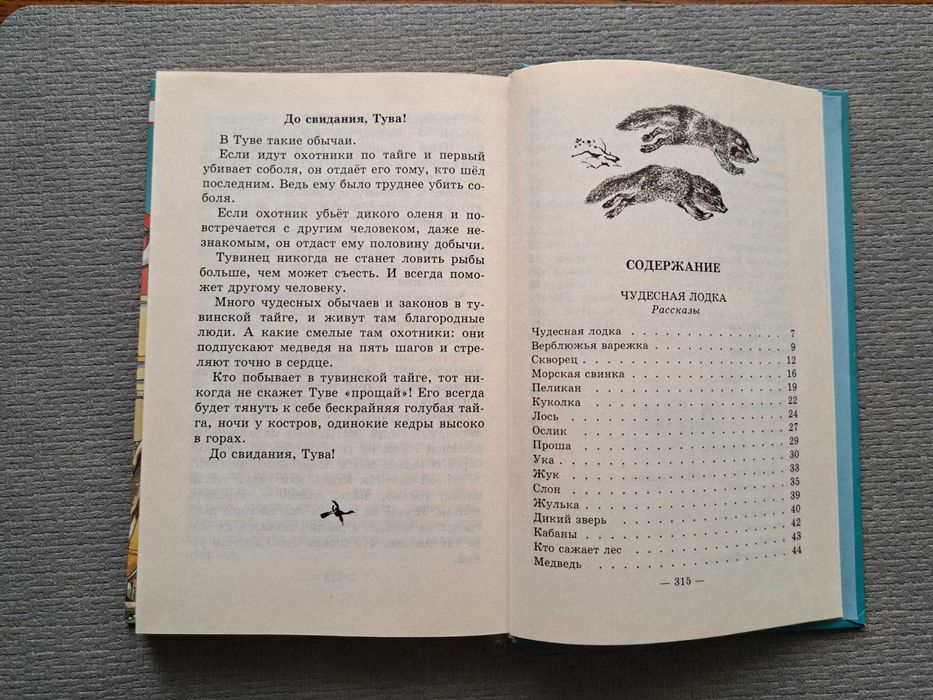 До свидания, Тува!
В Туве такие обычаи.
Если идут охотники по тайге и первый
убивает соболя, он отдаёт его тому, кто шёл
последним. Ведь ему было труднее убить со-
боля.
Если охотник убьёт дикого оленя и по-
встречается с другим человеком, даже не-
знакомым, он отдаст ему половину добычи.
Тувинец никогда не станет ловить рыбы
больше, чем может съесть. И всегда помо-
жет другому человеку.
Много чудесных обычаев и законов в ту-
винской тайге, и живут там благородные
люди. А какие смелые там охотники: они
подпускают медведя на пять шагов и стре-
ляют точно в сердце.
Кто побывает в тувинской тайге, тот ни-
когда не скажет Туве «прощай»! Его всегда
будет тянуть к себе бескрайняя голубая тай-
га, ночи у костров, одинокие кедры высоко
в горах.
До свидания, Тува!
СОДЕРЖАНИЕ
ЧУДЕСНАЯ ЛОДКА
Рассказы
Чудесная лодка . . . . . . . . . . . . 7
Верблюжья варежка . . . . . . . . . . 9
Скворец . . . . . . . . . . . . . . . 12
Морская свинка . . . . . . . . . . . . 16
Пеликан . . . . . . . . . . . . . . . 19
Куколка . . . . . . . . . . . . . . . 22
Лось . . . . . . . . . . . . . . . . 24
Ослик . . . . . . . . . . . . . . . . 27
Проша . . . . . . . . . . . . . . . . 29
Ука . . . . . . . . . . . . . . . . . 30
Жук . . . . . . . . . . . . . . . . . 33
Слон . . . . . . . . . . . . . . . . 35
Жулька . . . . . . . . . . . . . . . 39
Дикий зверь . . . . . . . . . . . . . 40
Кабаны . . . . . . . . . . . . . . . 42
Кто сажает лес . . . . . . . . . . . . 43
Медведь . . . . . . . . . . . . . . . 44
— 315 —